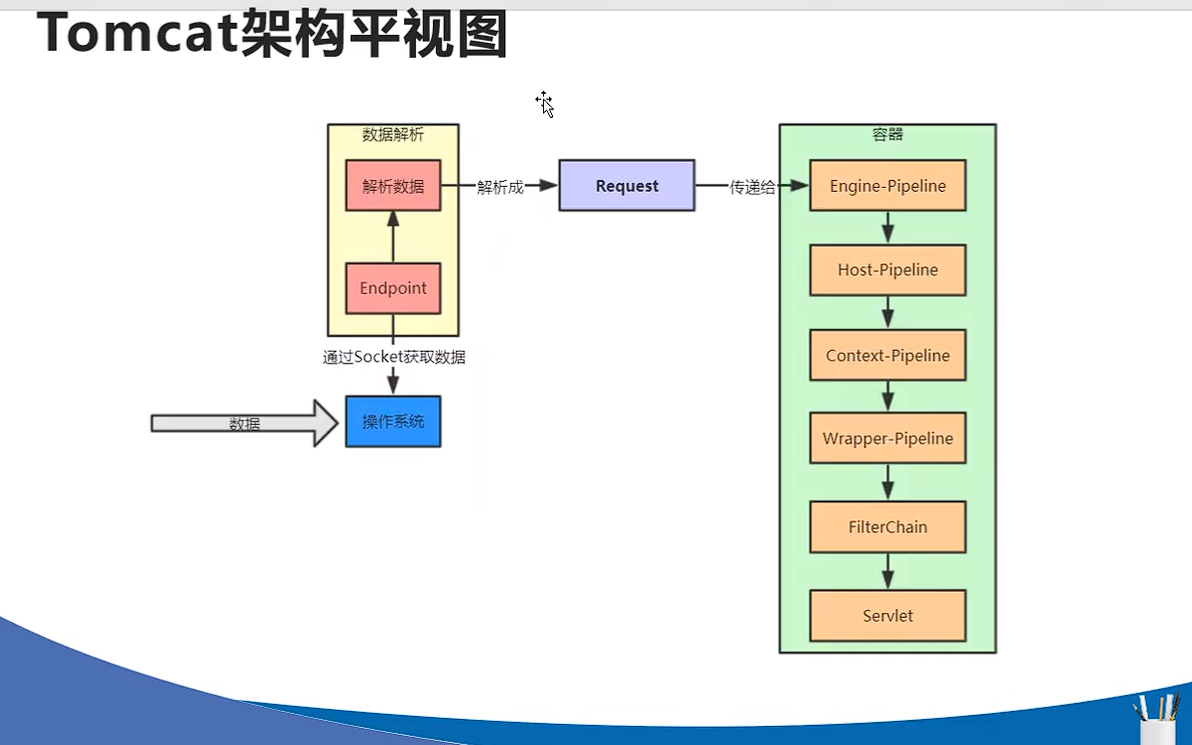 Tomcat架构平视图
数据解析
解析数据
Endpoint
通过Socket获取数据
数据
操作系统
解析成
Request
传递给
容器
Engine-Pipeline
Host-Pipeline
Context-Pipeline
Wrapper-Pipeline
FilterChain
Servlet